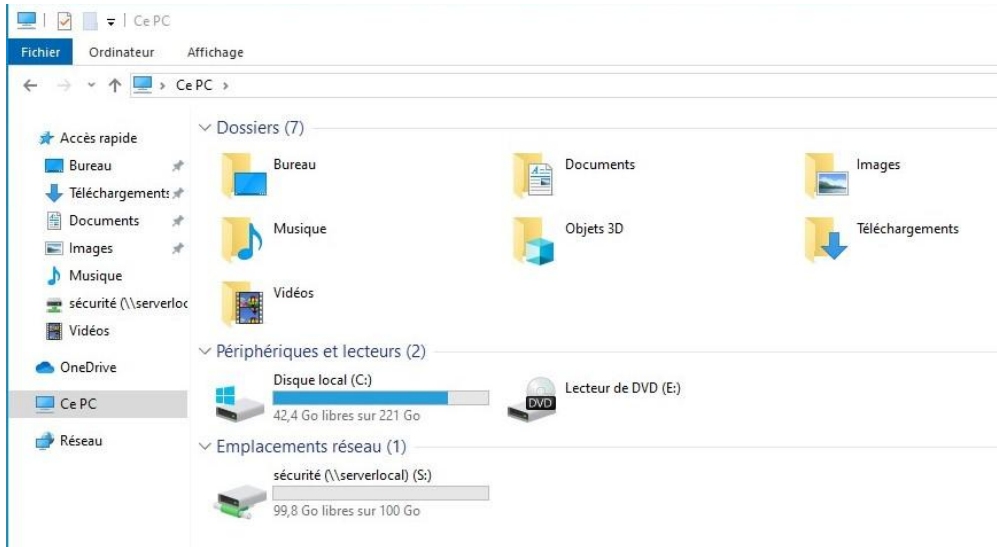 Ce PC
Fichier Ordinateur Affichage
Ce PC
Accès rapide
Bureau
Téléchargements
Documents
Images
Musique
sécurité (\\serverloc
Vidéos
OneDrive
Ce PC
Réseau
Dossiers (7)
Bureau Documents Images
Musique Objets 3D Téléchargements
Vidéos
Périphériques et lecteurs (2)
Disque local (C:) Lecteur de DVD (E:)
DVD
42,4 Go libres sur 221 Go
Emplacements réseau (1)
sécurité (\\serverlocal) (S:)
99,8 Go libres sur 100 Go